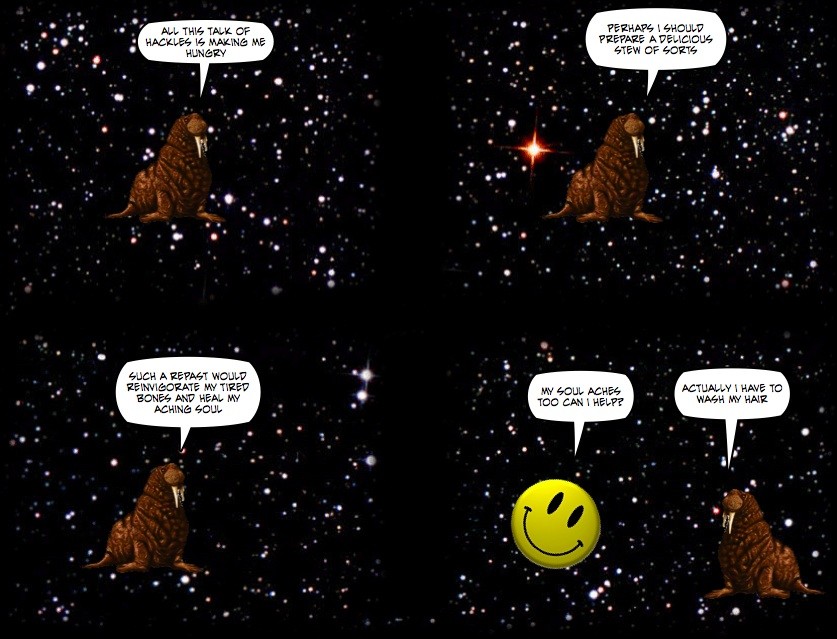 ALL THIS TALK OF
HACKLES IS MAKING ME
HUNGRY
PERHAPS I SHOULD
PREPARE A DELICIOUS
STEW OF SORTS
SUCH A REPAST WOULD
REINVIGORATE MY TIRED
BONES AND HEAL MY
ACHING SOUL
MY SOUL ACHES
TOO CAN I HELP?
ACTUALLY I HAVE TO
WASH MY HAIR